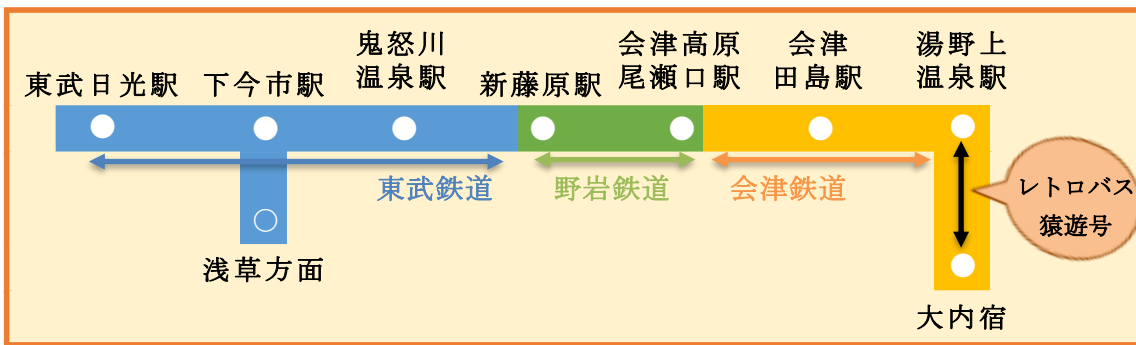 東武日光駅
下今市駅
鬼怒川
温泉駅
新藤原駅
会津高原
尾瀬口駅
会津
田島駅
湯野上
温泉駅
東武鉄道
野岩鉄道
会津鉄道
レトロバス
猿遊号
浅草方面
大内宿